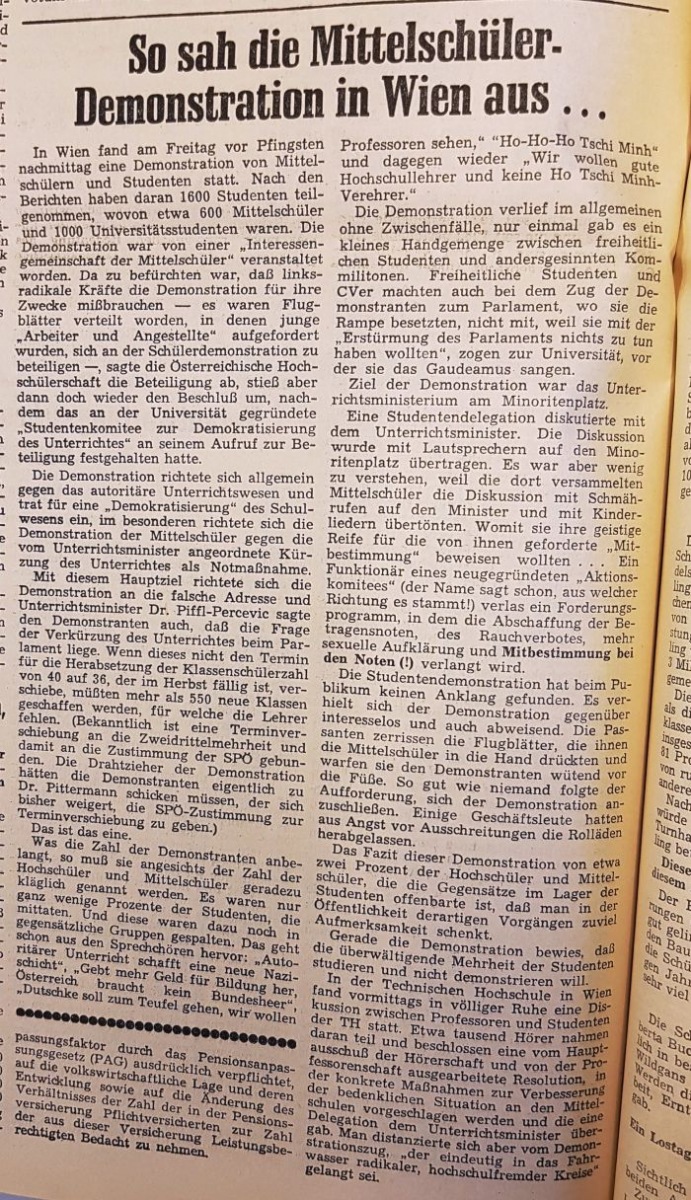 So sah die Mittelschüler-
Demonstration in Wien aus ...
In Wien fand am Freitag vor Pfingsten
nachmittag eine Demonstration von Mittel-
schülern und Studenten statt. Nach den
Berichten haben daran 1600 Studenten teil-
genommen, wovon etwa 600 Mittelschüler
und 1000 Universitätsstudenten waren. Die
Demonstration war von einer „Interessen-
gemeinschaft der Mittelschüler" veranstaltet
worden. Da zu befürchten war, daß links-
radikale Kräfte die Demonstration für ihre
Zwecke mißbrauchen — es waren Flug-
blätter verteilt worden, in denen junge
„Arbeiter und Angestellte" aufgefordert
wurden, sich an der Schülerdemonstration zu
beteiligen —, sagte die Österreichische Hoch-
schülerschaft die Beteiligung ab, stieß aber
dann doch wieder den Beschluß um, nach-
dem das an der Universität gegründete
„Studentenkomitee zur Demokratisierung
des Unterrichtes" an seinem Aufruf zur Be-
teiligung festgehalten hatte.
Die Demonstration richtete sich allgemein
gegen das autoritäre Unterrichtswesen und
trat für eine „Demokratisierung" des Schul-
wesens ein, im besonderen richtete sich die
Demonstration der Mittelschüler gegen die
vom Unterrichtsminister angeordnete Kür-
zung des Unterrichtes als Notmaßnahme.
Mit diesem Hauptziel richtete sich die
Demonstration an die falsche Adresse und
Unterrichtsminister Dr. Piffl-Percevic sagte
den Demonstranten auch, daß die Frage
der Verkürzung des Unterrichtes beim Par-
lament liege. Wenn dieses nicht den Termin
für die Herabsetzung der Klassenschülerzahl
von 40 auf 36, der im Herbst fällig ist, ver-
schiebe, müßten mehr als 550 neue Klassen
geschaffen werden, für welche die Lehrer
fehlen. (Bekanntlich ist eine Terminver-
schiebung an die Zweidrittelmehrheit und
damit an die Zustimmung der SPÖ gebun-
den. Die Drahtzieher der Demonstration
hätten die Demonstranten eigentlich zu
Dr. Pittermann schicken müssen, der sich
bisher weigert, die SPÖ-Zustimmung zur
Terminverschiebung zu geben.)
Das ist das eine.
Was die Zahl der Demonstranten anbe-
langt, so muß sie angesichts der Zahl der
Hochschüler und Mittelschüler geradezu
kläglich genannt werden. Es waren nur
ganz wenige Prozente der Studenten, die
mittaten. Und diese waren dazu noch in
gegensätzliche Gruppen gespalten. Das geht
schon aus den Sprechchören hervor: „Auto-
ritärer Unterricht schafft eine neue Nazi-
schicht", „Gebt mehr Geld für Bildung her,
Österreich braucht kein Bundesheer",
„Dutschke soll zum Teufel gehen, wir wollen
passungsfaktor durch das Pensionsanpas-
sungsgesetz (PAG) ausdrücklich verpflichtet,
auf die volkswirtschaftliche Lage und deren
Entwicklung sowie auf die Änderung des
Verhältnisses der Zahl der in der Pensions-
versicherung Pflichtversicherten zur Zahl
der aus dieser Versicherung Leistungsbe-
rechtigten Bedacht zu nehmen.
Professoren sehen," "Ho-Ho-Ho Tschi Minh"
und dagegen wieder „Wir wollen gute
Hochschullehrer und keine Ho Tschi Minh-
Verehrer."
Die Demonstration verlief im allgemeinen
ohne Zwischenfälle, nur einmal gab es ein
kleines Handgemenge zwischen freiheitli-
chen Studenten und andersgesinnten Kom-
militonen. Freiheitliche Studenten und
CVer machten auch bei dem Zug der De-
monstranten zum Parlament, wo sie die
Rampe besetzten, nicht mit, weil sie mit der
„Erstürmung des Parlaments nichts zu tun
haben wollten", zogen zur Universität, vor
der sie das Gaudeamus sangen.
Ziel der Demonstration war das Unter-
richtsministerium am Minoritenplatz.
Eine Studentendelegation diskutierte mit
dem Unterrichtsminister. Die Diskussion
wurde mit Lautsprechern auf den Mino-
ritenplatz übertragen. Es war aber wenig
zu verstehen, weil die dort versammelten
Mittelschüler die Diskussion mit Schmäh-
rufen auf den Minister und mit Kinder-
liedern übertönten. Womit sie ihre geistige
Reife für die von ihnen geforderte „Mit-
bestimmung" beweisen wollten ... Ein
Funktionär eines neugegründeten „Aktions-
komitees" (der Name sagt schon, aus welcher
Richtung es stammt!) verlas ein Forderungs-
programm, in dem die Abschaffung der Be-
tragensnoten, des Rauchverbotes, mehr
sexuelle Aufklärung und Mitbestimmung bei
den Noten (!) verlangt wird.
Die Studentendemonstration hat beim Pu-
blikum keinen Anklang gefunden. Es ver-
hielt sich der Demonstration gegenüber
interesselos und auch abweisend. Die Pas-
santen zerrissen die Flugblätter, die ihnen
die Mittelschüler in die Hand drückten und
warfen sie den Demonstranten wütend vor
die Füße. So gut wie niemand folgte der
Aufforderung, sich der Demonstration an-
zuschließen. Einige Geschäftsleute hatten
aus Angst vor Ausschreitungen die Rolläden
herabgelassen.
Das Fazit dieser Demonstration von etwa
zwei Prozent der Hochschüler und Mittel-
schüler, die die Gegensätze im Lager der
Studenten offenbarte ist, daß man in der
Öffentlichkeit derartigen Vorgängen zuviel
Aufmerksamkeit schenkt.
Gerade die Demonstration bewies, daß
die überwältigende Mehrheit der Studenten
studieren und nicht demonstrieren will.
In der Technischen Hochschule in Wien
fand vormittags in völliger Ruhe eine Dis-
kussion zwischen Professoren und Studenten
der TH statt. Etwa tausend Hörer nahmen
daran teil und beschlossen eine vom Haupt-
ausschuß der Hörerschaft und von der Pro-
fessorenschaft ausgearbeitete Resolution, in
der konkrete Maßnahmen zur Verbesserung
der bedenklichen Situation an den Mittel-
schulen vorgeschlagen werden und die eine
Delegation dem Unterrichtsminister über-
gab. Man distanzierte sich aber vom Demon-
strationszug, „der eindeutig in das Fahr-
wasser radikaler, hochschulfremder Kreise"
gelangt sei.